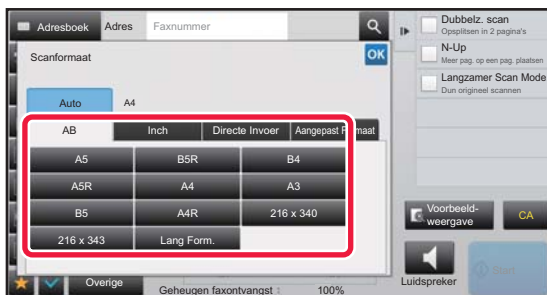 Adresboek Adres Faxnummer
Scanformaat
OK
Auto A4
AB Inch Directe Invoer Aangepast
A5 B5R B4
A5R A4 A3
B5 A4R 216 x 340
216 x 343 Lang Form.
Overige Geheugen faxontvangst : 100%
Dubbelz. scan
Opsplitsen in 2 pagina's
N-Up
Meer pag. op een pag. plaatsen
Langzamer Scan Mode
Dun origineel scannen
Voorbeeld-
weergave
CA
Luidspreker
Start